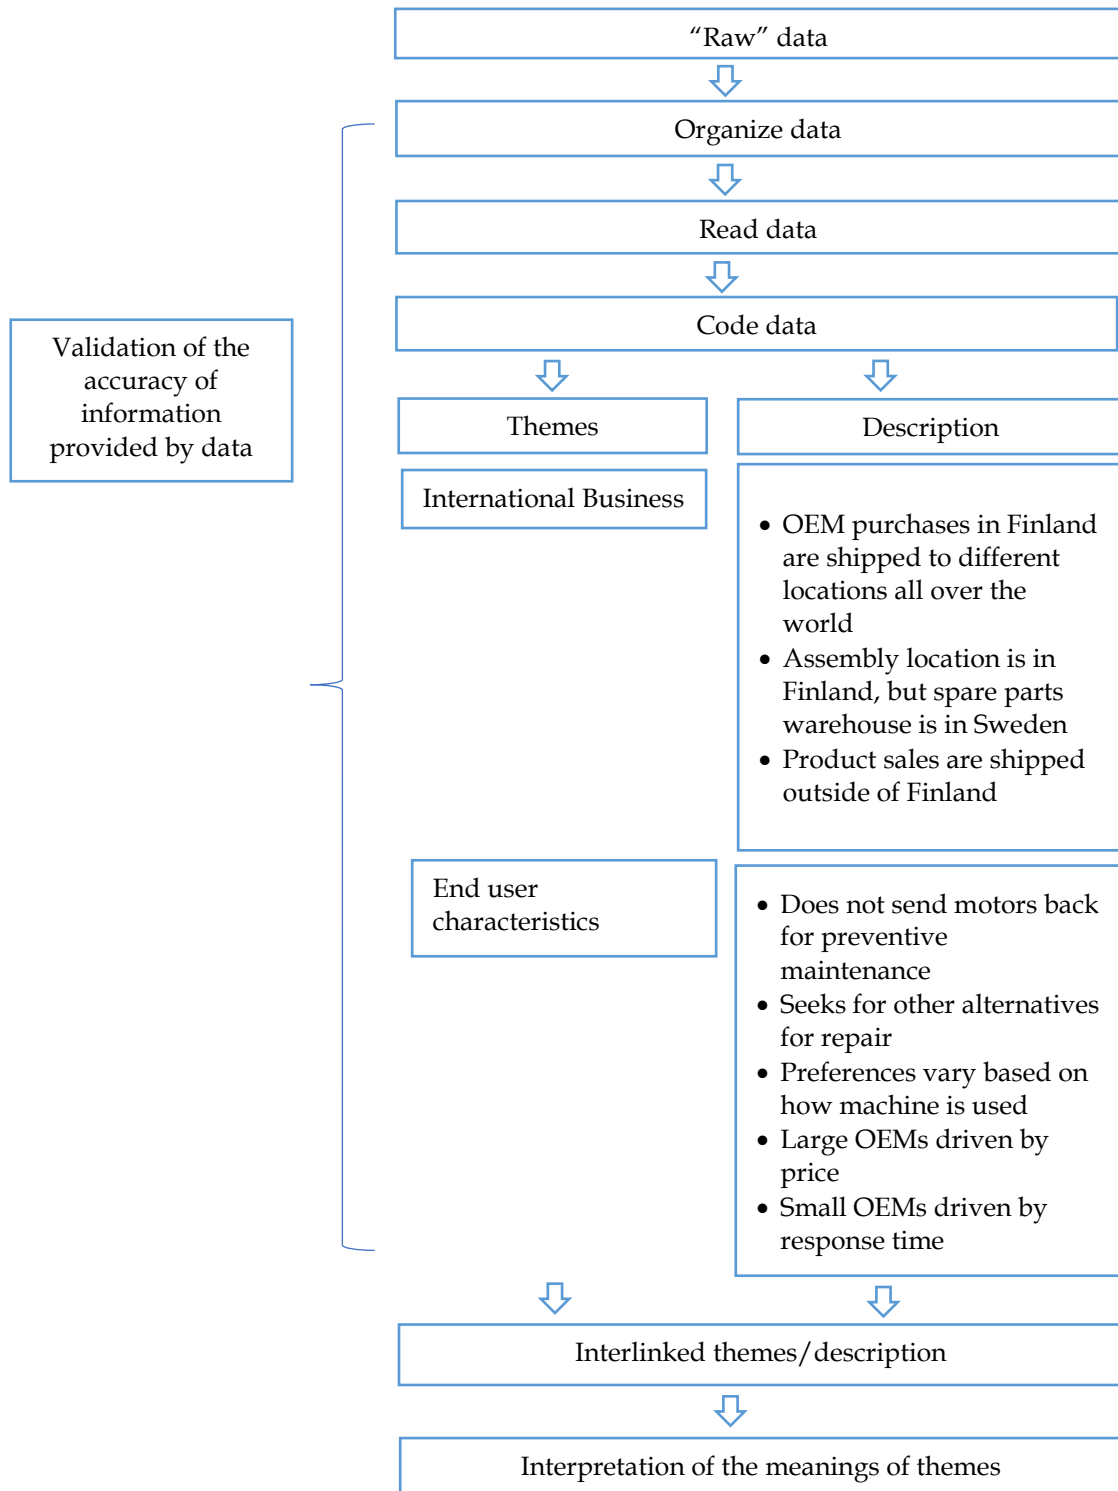 “Raw” data
Organize data
Read data
Code data
Validation of the
accuracy of
information
provided by data
Themes
Description
International Business
• OEM purchases in Finland
are shipped to different
locations all over the
world
• Assembly location is in
Finland, but spare parts
warehouse is in Sweden
• Product sales are shipped
outside of Finland
End user
characteristics
• Does not send motors back
for preventive
maintenance
• Seeks for other alternatives
for repair
• Preferences vary based on
how machine is used
• Large OEMs driven by
price
• Small OEMs driven by
response time
Interlinked themes/description
Interpretation of the meanings of themes